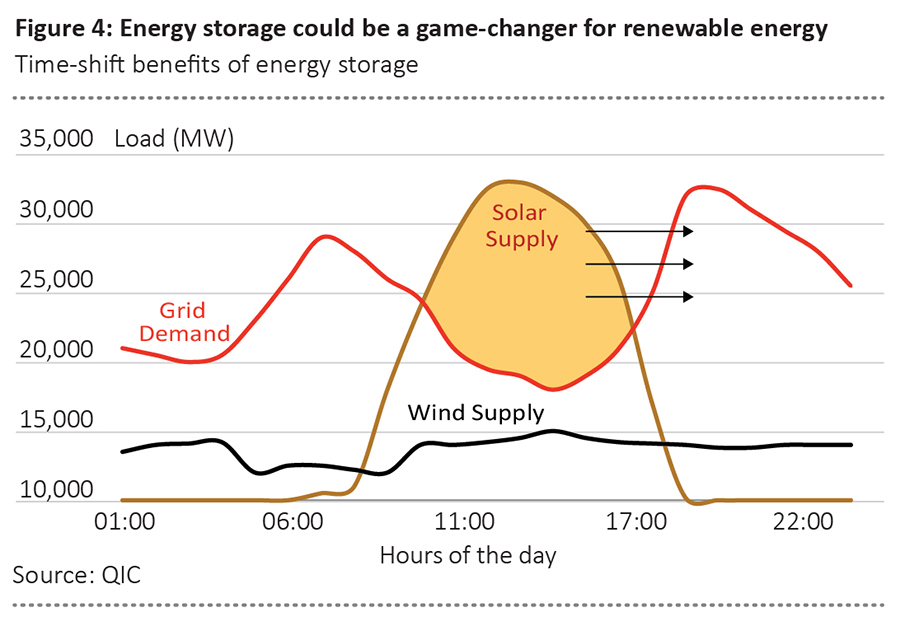 Figure 4: Energy storage could be a game-changer for renewable energy
Time-shift benefits of energy storage
35,000 Load (MW)
30,000
25,000
20,000
15,000
10,000
Solar
Supply
Grid
Demand
Wind Supply
01:00 06:00 11:00 17:00 22:00
Hours of the day
Source: QIC